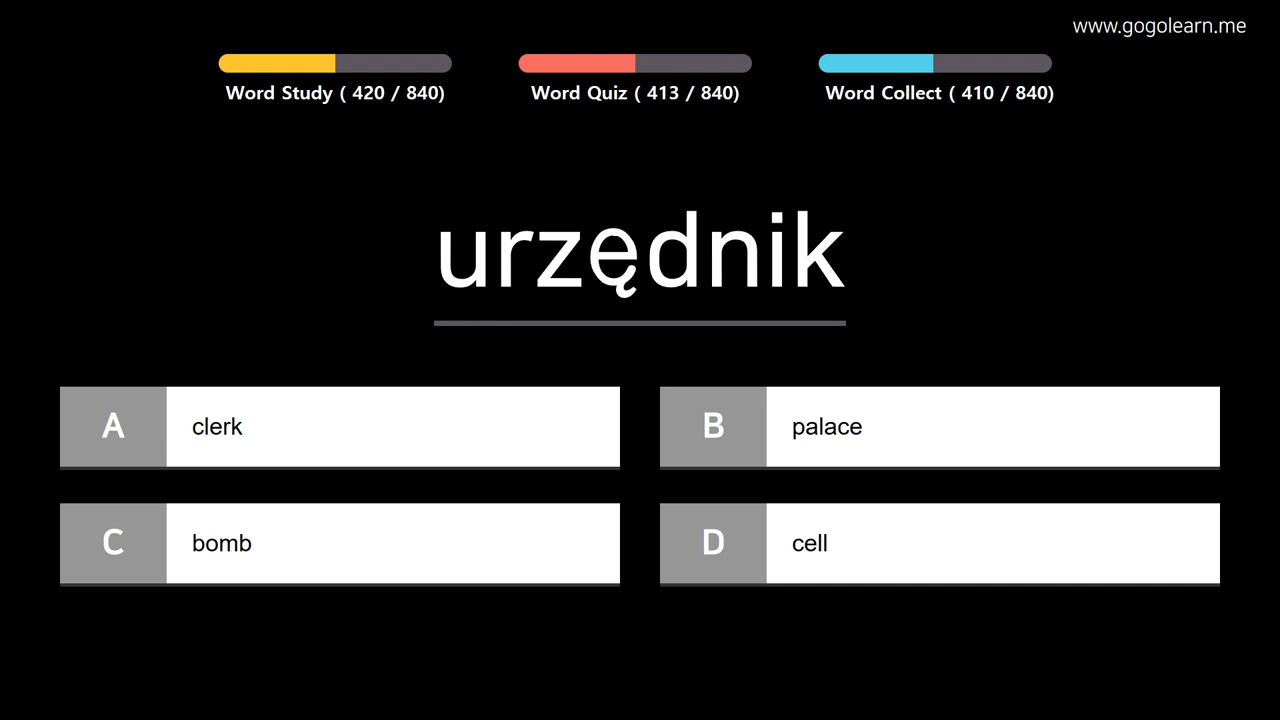 www.gogolearn.me
Word Study ( 420 / 840)
Word Quiz ( 413 / 840)
Word Collect ( 410 / 840)
urzędnik
A clerk
B palace
C bomb
D cell